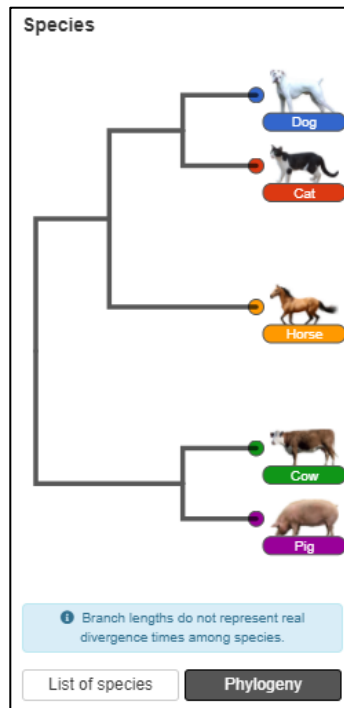 Species
Dog
Cat
Horse
Cow
Pig
Branch lengths do not represent real
divergence times among species.
List of species
Phylogeny